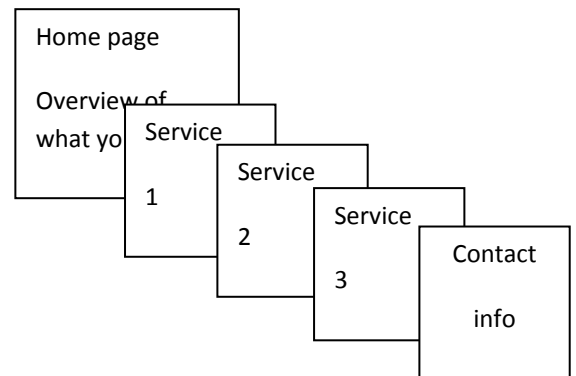 Home page
Overview of
what yo
Service
1
Service
2
Service
3
Contact
info